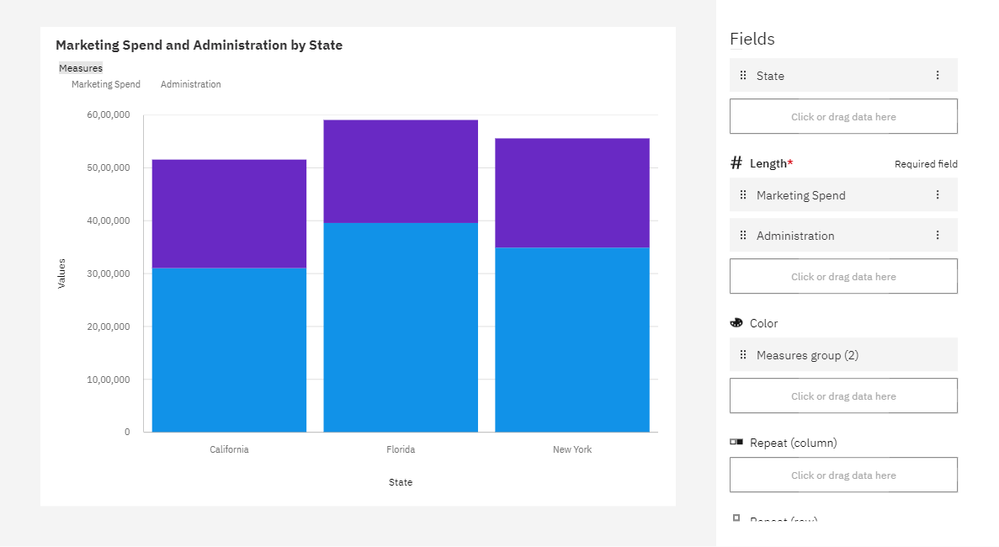 Marketing Spend and Administration by State
Measures
Marketing Spend Administration
60,00,000
50,00,000
40,00,000
30,00,000
20,00,000
10,00,000
0
Values
California Florida New York
State
Fields
State
Click or drag data here
# Length* Required field
Marketing Spend
Administration
Click or drag data here
Color
Measures group (2)
Click or drag data here
Repeat (column)
Click or drag data here
Repeat (row)